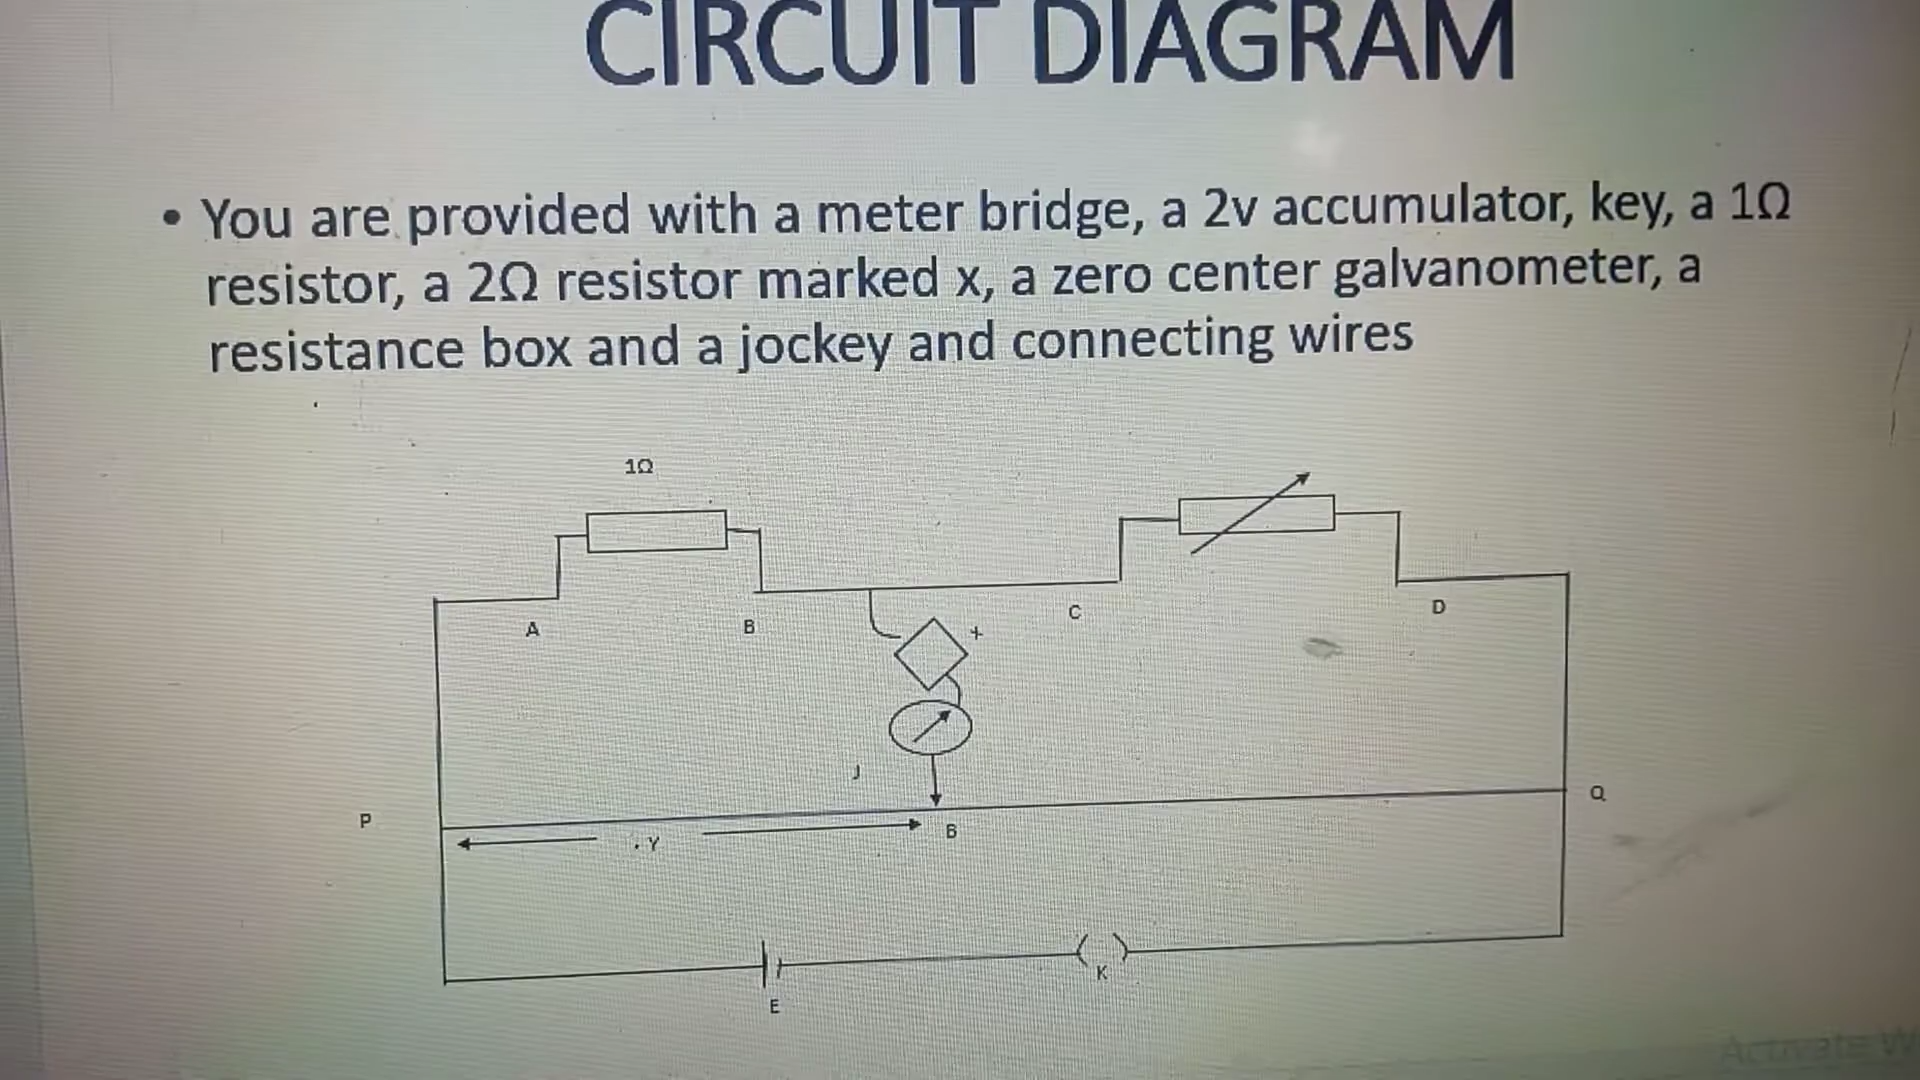 CIRCUIT DIAGRAM
• You are provided with a meter bridge, a 2v accumulator, key, a 1Ω
resistor, a 2Ω resistor marked x, a zero center galvanometer, a
resistance box and a jockey and connecting wires
1Ω
A
B
+
C
D
J
P
Q
. Y
B
K
E
Activate W